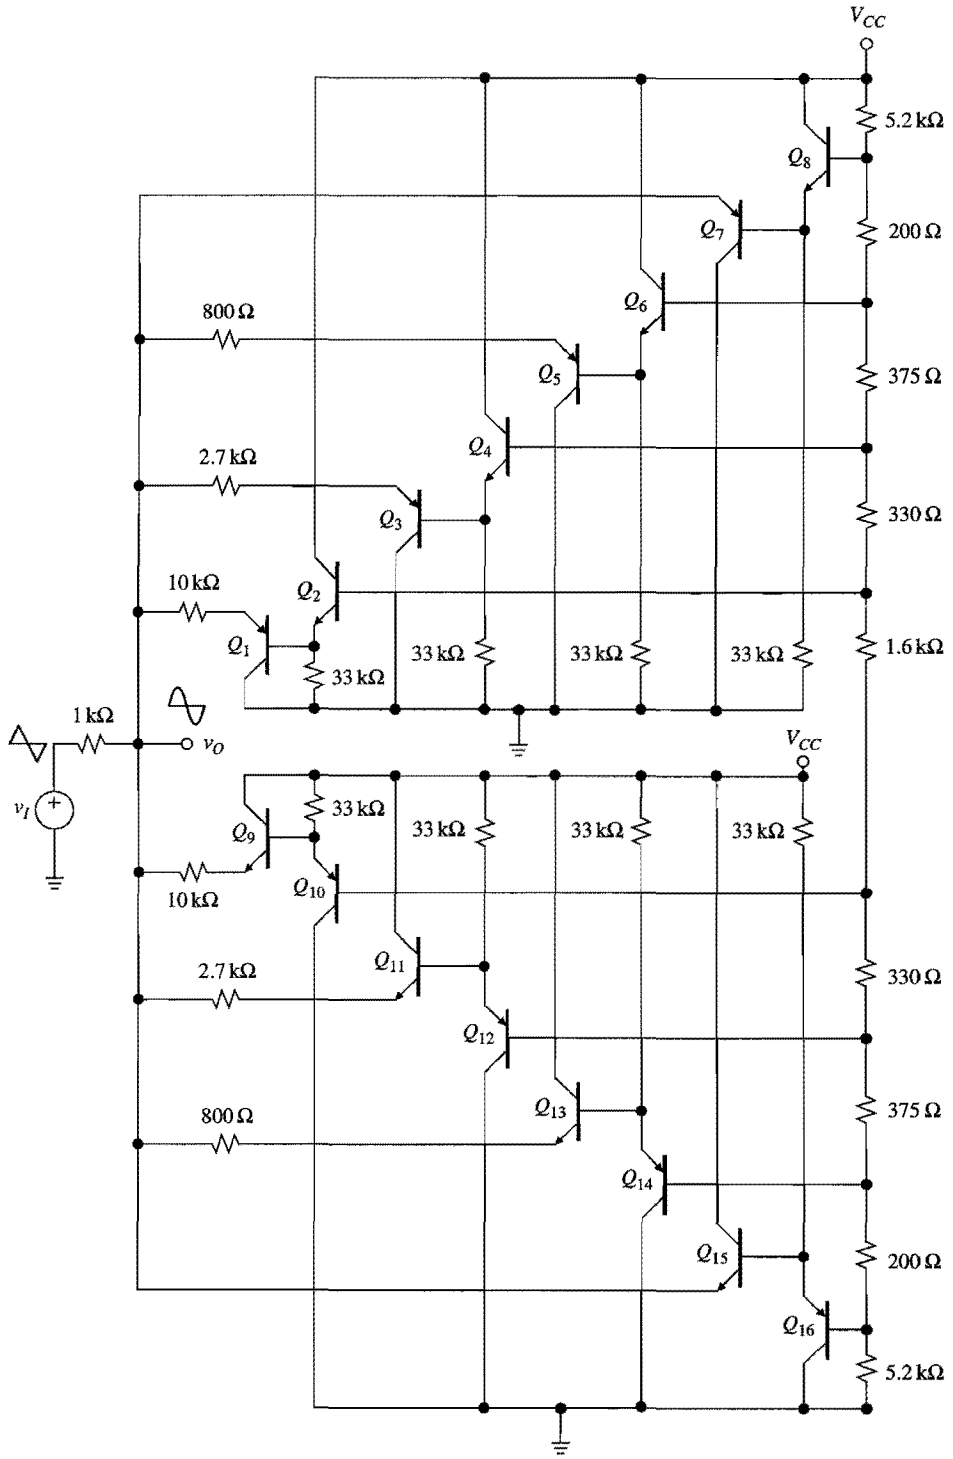 V_CC
5.2 kΩ
Q_8
200 Ω
Q_7
Q_6
800 Ω
375 Ω
Q_5
Q_4
2.7 kΩ
330 Ω
Q_3
10 kΩ
Q_2
Q_1
33 kΩ
33 kΩ
33 kΩ
33 kΩ
1.6 kΩ
1 kΩ
v_O
V_CC
v_I
+
Q_9
33 kΩ
33 kΩ
33 kΩ
33 kΩ
10 kΩ
Q_10
2.7 kΩ
Q_11
330 Ω
Q_12
800 Ω
Q_13
375 Ω
Q_14
Q_15
200 Ω
Q_16
5.2 kΩ